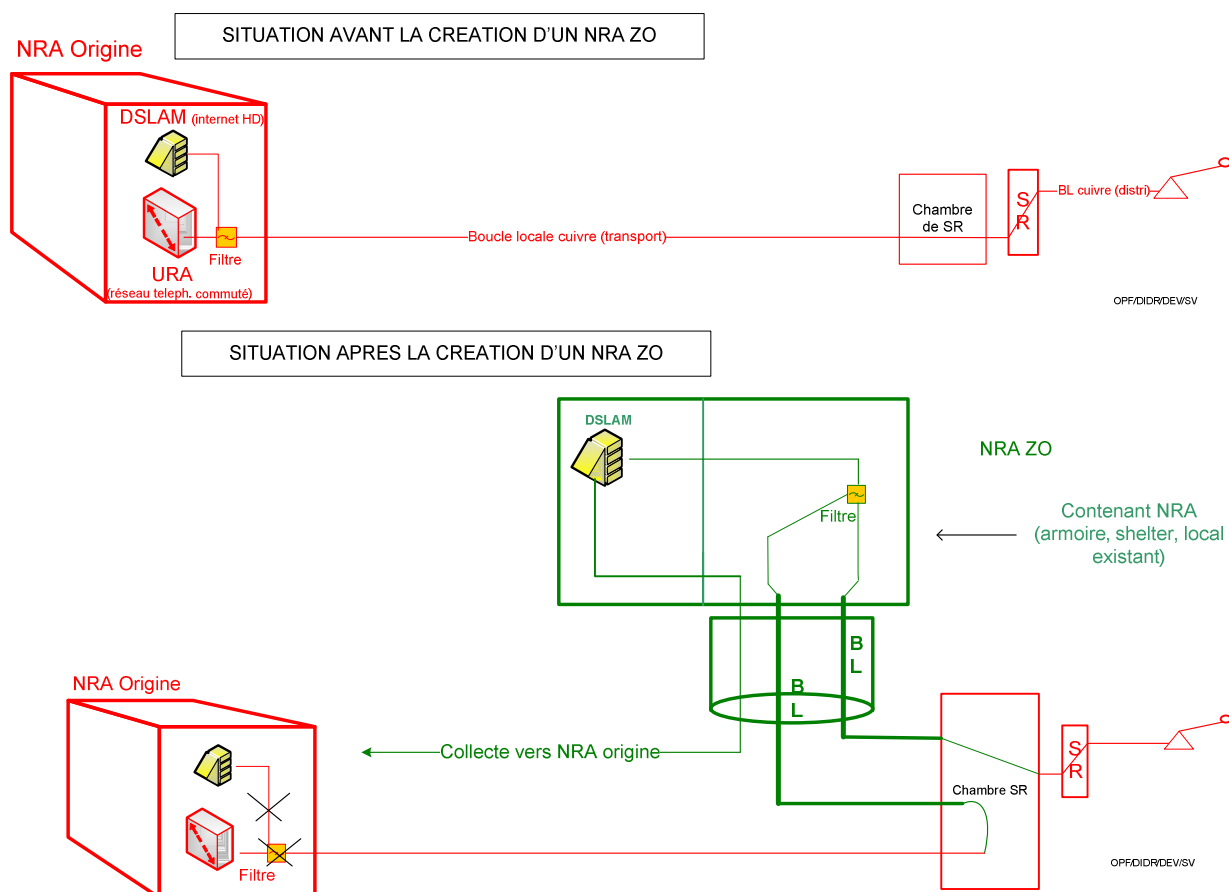 SITUATION AVANT LA CREATION D'UN NRA ZO
NRA Origine
DSLAM (internet HD)
URA
(réseau teleph. commuté)
Filtre
Boucle locale cuivre (transport)
Chambre
de SR
S
R
BL cuivre (distri)
OPF/DIDR/DEV/SV
SITUATION APRES LA CREATION D'UN NRA ZO
DSLAM
Filtre
NRA ZO
Contenant NRA
(armoire, shelter, local
existant)
B
L
B
L
NRA Origine
Collecte vers NRA origine
Filtre
Chambre SR
S
R
OPF/DIDR/DEV/SV